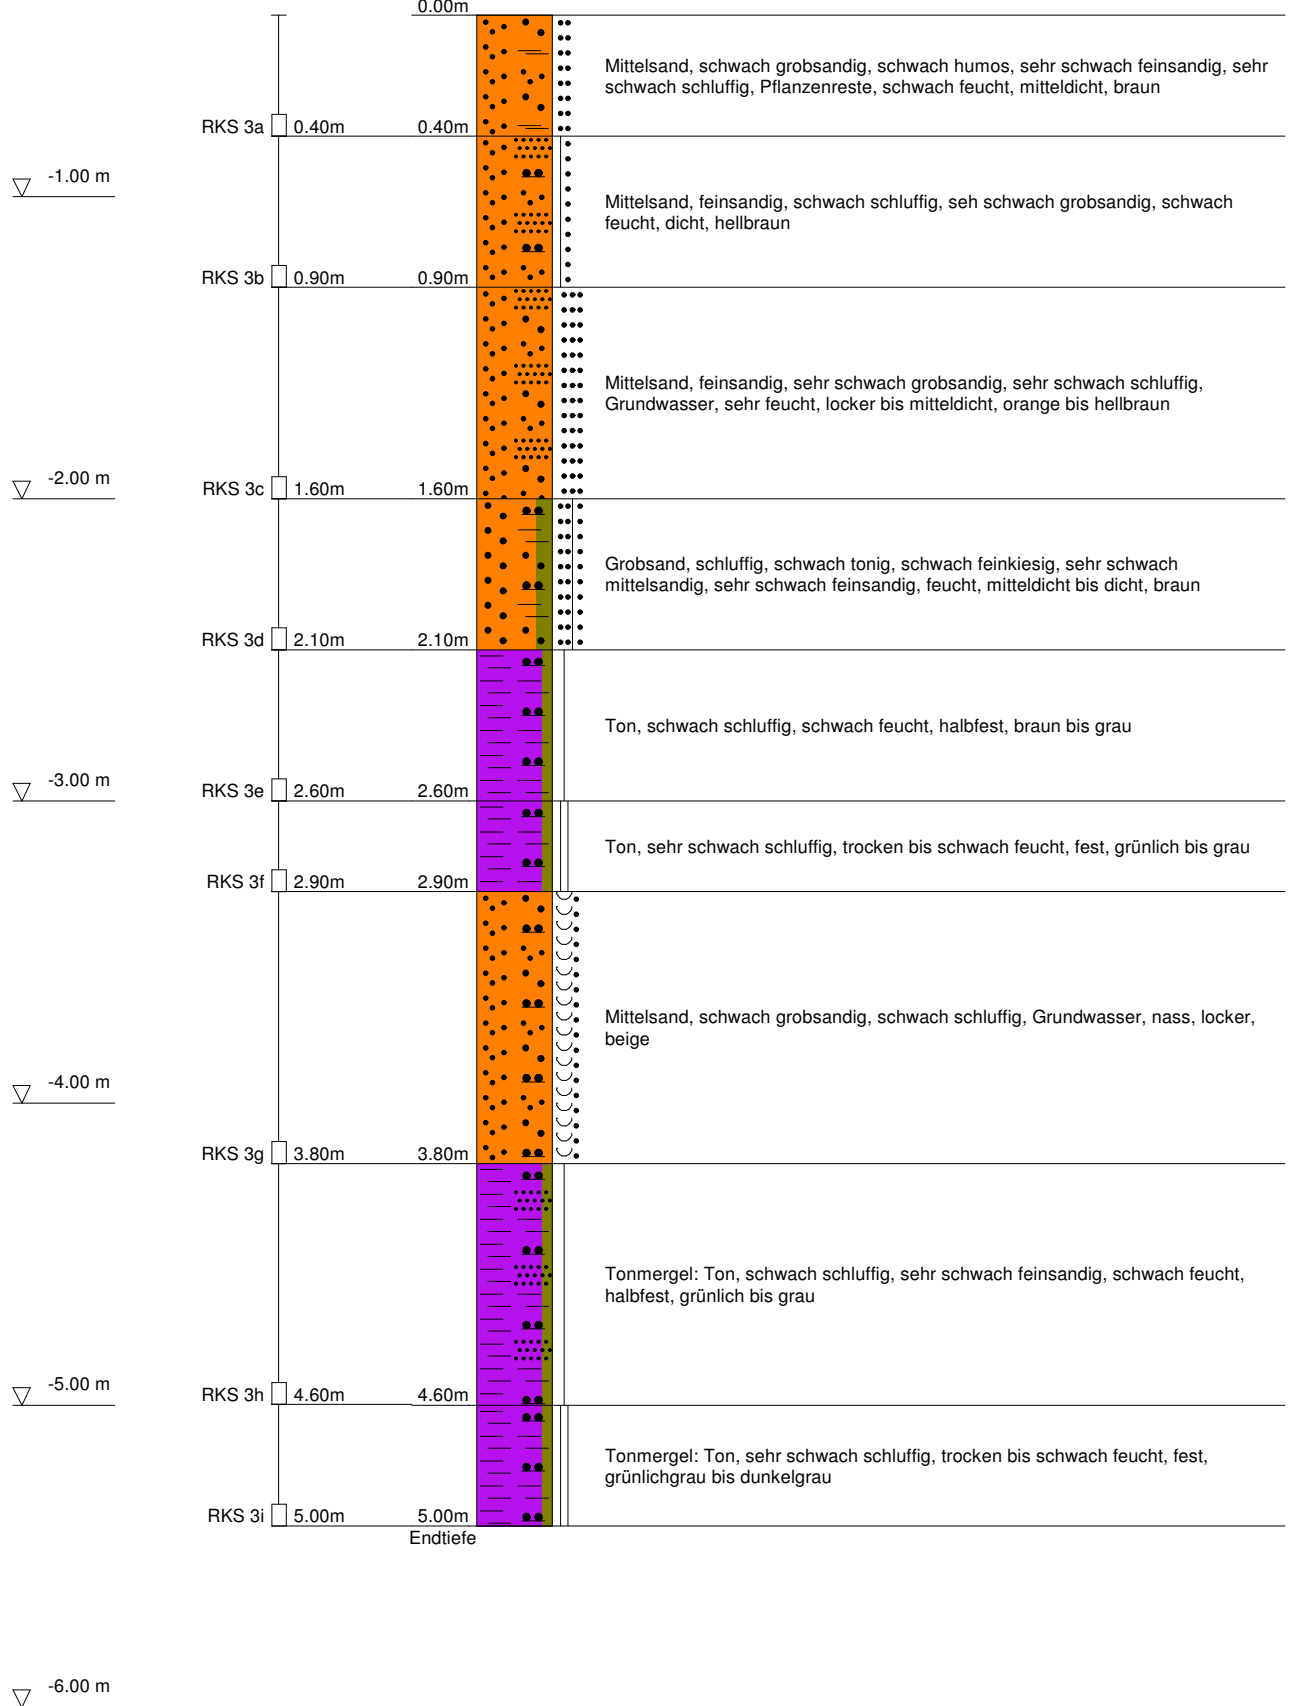 0.00m
Mittelsand, schwach grobsandig, schwach humos, sehr schwach feinsandig, sehr
schwach schluffig, Pflanzenreste, schwach feucht, mitteldicht, braun
RKS 3a 0.40m 0.40m
-1.00 m
Mittelsand, feinsandig, schwach schluffig, seh schwach grobsandig, schwach
feucht, dicht, hellbraun
RKS 3b 0.90m 0.90m
Mittelsand, feinsandig, sehr schwach grobsandig, sehr schwach schluffig,
Grundwasser, sehr feucht, locker bis mitteldicht, orange bis hellbraun
-2.00 m
RKS 3c 1.60m 1.60m
Grobsand, schluffig, schwach tonig, schwach feinkiesig, sehr schwach
mittelsandig, sehr schwach feinsandig, feucht, mitteldicht bis dicht, braun
RKS 3d 2.10m 2.10m
Ton, schwach schluffig, schwach feucht, halbfest, braun bis grau
-3.00 m
RKS 3e 2.60m 2.60m
Ton, sehr schwach schluffig, trocken bis schwach feucht, fest, grünlich bis grau
RKS 3f 2.90m 2.90m
Mittelsand, schwach grobsandig, schwach schluffig, Grundwasser, nass, locker,
beige
-4.00 m
RKS 3g 3.80m 3.80m
Tonmergel: Ton, schwach schluffig, sehr schwach feinsandig, schwach feucht,
halbfest, grünlich bis grau
-5.00 m
RKS 3h 4.60m 4.60m
Tonmergel: Ton, sehr schwach schluffig, trocken bis schwach feucht, fest,
grünlichgrau bis dunkelgrau
RKS 3i 5.00m 5.00m
Endtiefe
-6.00 m